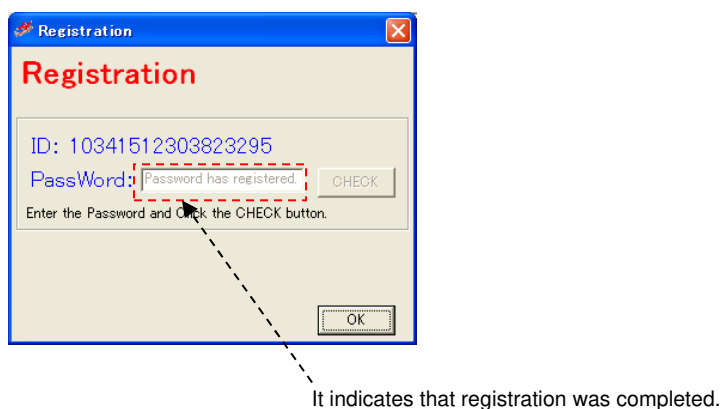 Registration
Registration
ID: 10341512303823295
PassWord: Password has registered. CHECK
Enter the Password and Click the CHECK button.
OK
It indicates that registration was completed.